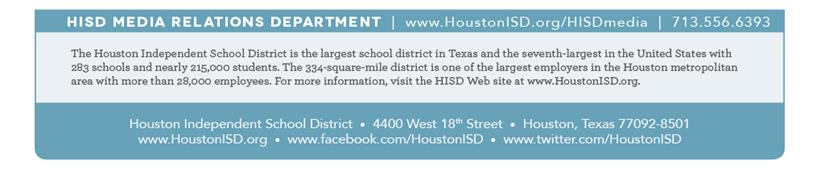 HISD MEDIA RELATIONS DEPARTMENT | www.HoustonISD.org/HISDmedia | 713.556.6393
The Houston Independent School District is the largest school district in Texas and the seventh-largest in the United States with
283 schools and nearly 215,000 students. The 334-square-mile district is one of the largest employers in the Houston metropolitan
area with more than 28,000 employees. For more information, visit the HISD Web site at www.HoustonISD.org.
Houston Independent School District • 4400 West 18th Street • Houston, Texas 77092-8501
www.HoustonISD.org • www.facebook.com/HoustonISD • www.twitter.com/HoustonISD